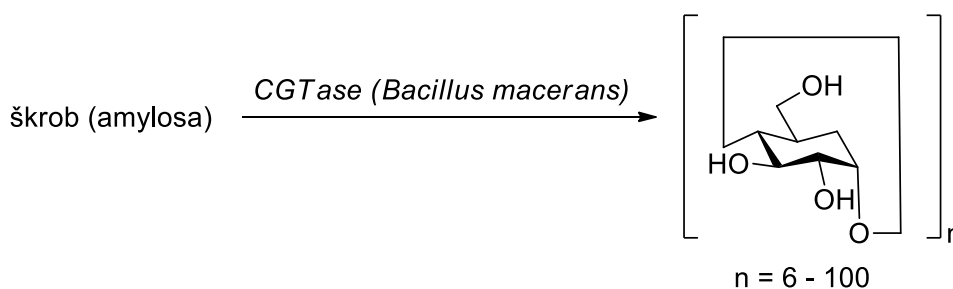 škrob (amylosa)
CGTase (Bacillus macerans)
OH
HO
OH
O
n
n = 6 - 100